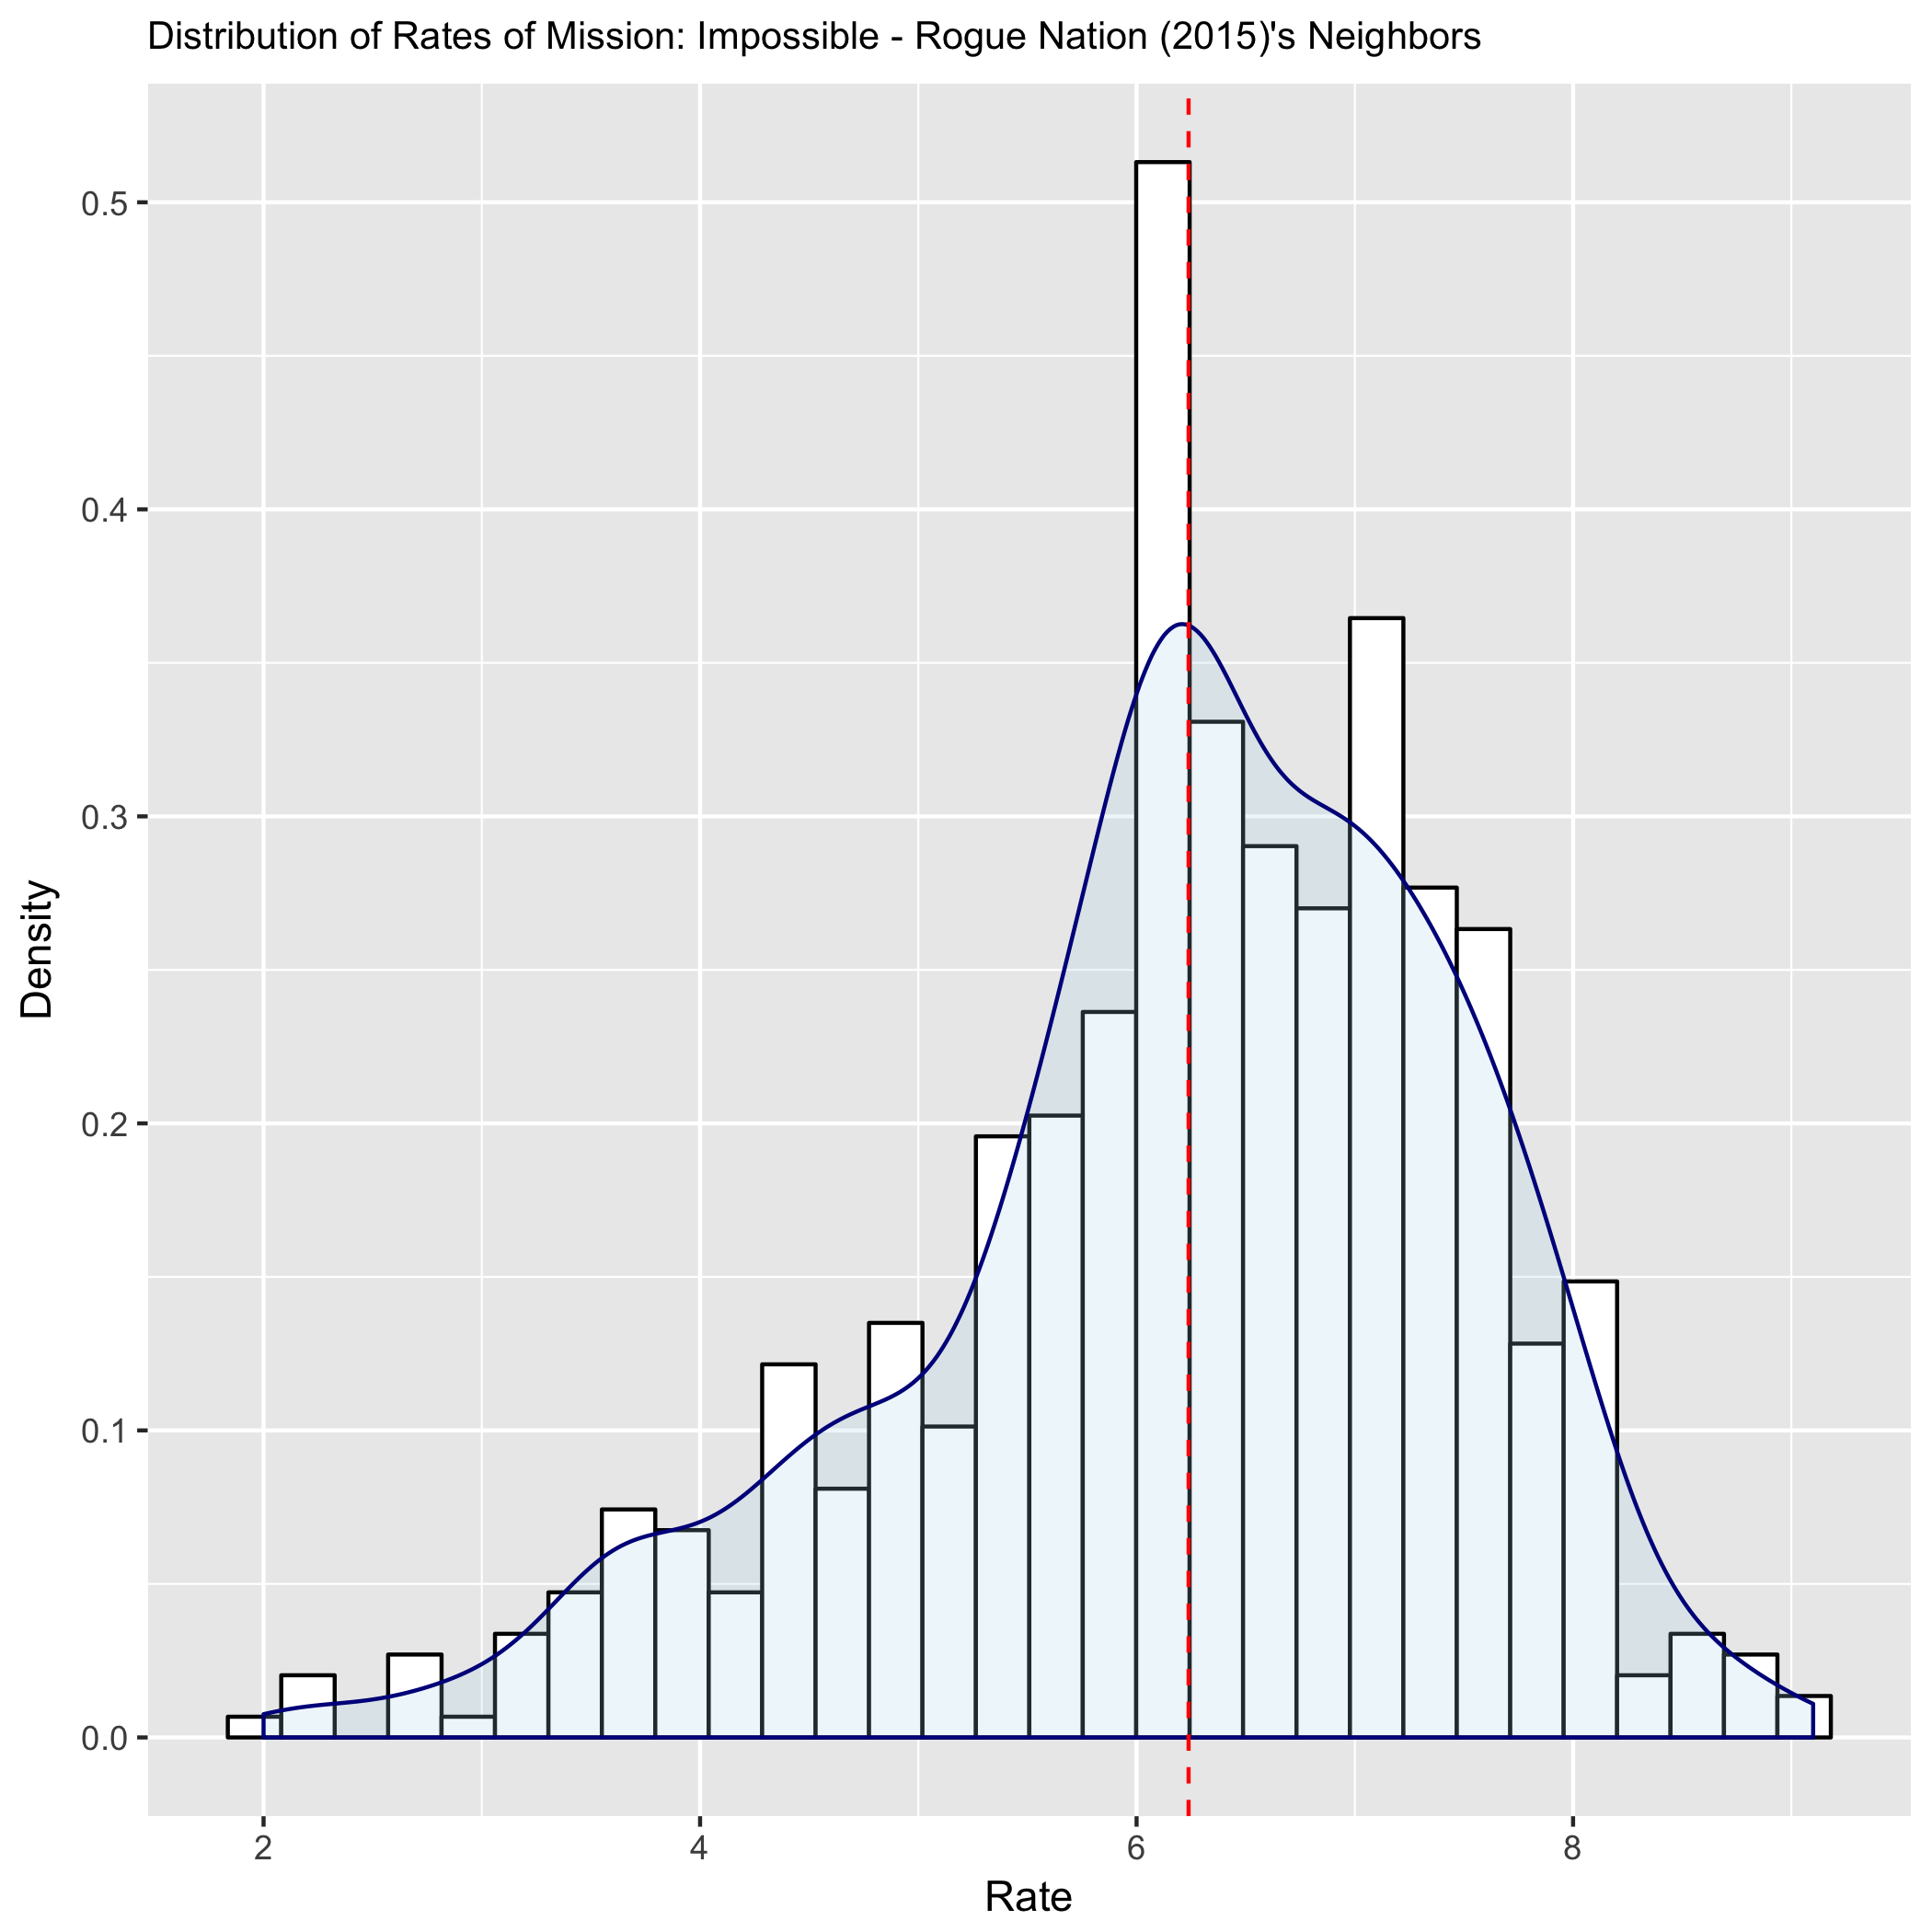 Distribution of Rates of Mission: Impossible - Rogue Nation (2015)'s Neighbors
0.5
0.4
0.3
0.2
0.1
0.0
Density
2 4 6 8
Rate